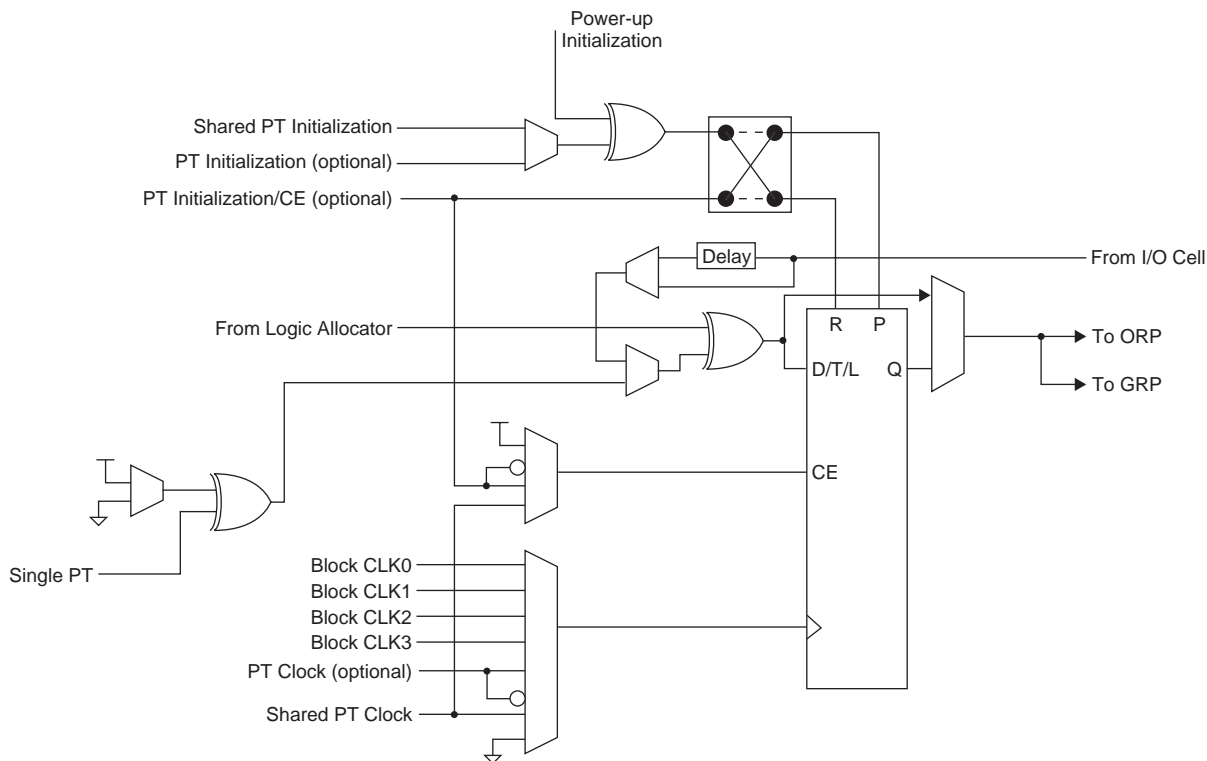 Power-up
Initialization
Shared PT Initialization
PT Initialization (optional)
PT Initialization/CE (optional)
Delay
From I/O Cell
From Logic Allocator
R
P
To ORP
D/T/L
Q
To GRP
CE
Single PT
Block CLK0
Block CLK1
Block CLK2
Block CLK3
PT Clock (optional)
Shared PT Clock